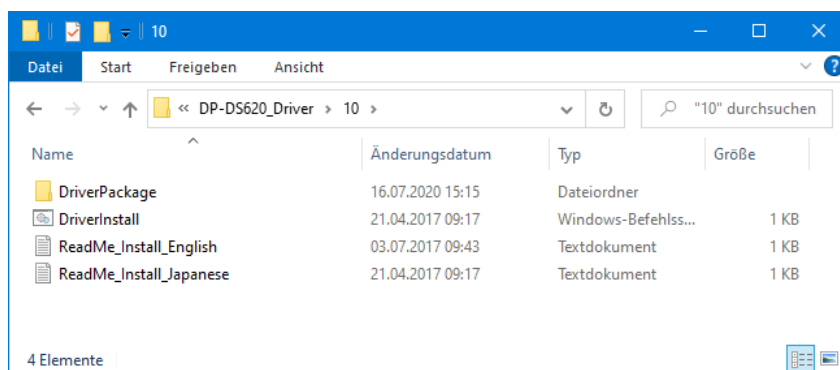 10
Datei Start Freigeben Ansicht ?
« DP-DS620_Driver › 10 › "10" durchsuchen
Name Änderungsdatum Typ Größe
DriverPackage 16.07.2020 15:15 Dateiordner
DriverInstall 21.04.2017 09:17 Windows-Befehlss... 1 KB
ReadMe_Install_English 03.07.2017 09:43 Textdokument 1 KB
ReadMe_Install_Japanese 21.04.2017 09:17 Textdokument 1 KB
4 Elemente